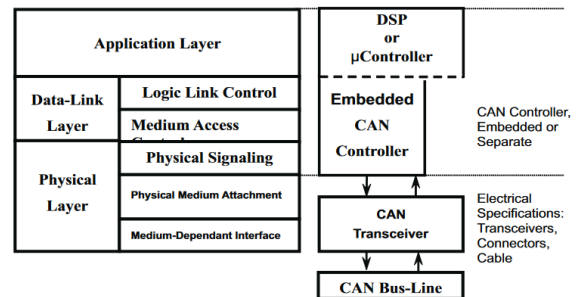 Application Layer
Data-Link
Layer
Logic Link Control
Medium Access
Physical
Layer
Physical Signaling
Physical Medium Attachment
Medium-Dependant Interface
DSP
or
µController
Embedded
CAN
Controller
CAN
Transceiver
CAN Bus-Line
CAN Controller,
Embedded or
Separate
Electrical
Specifications:
Transceivers,
Connectors,
Cable